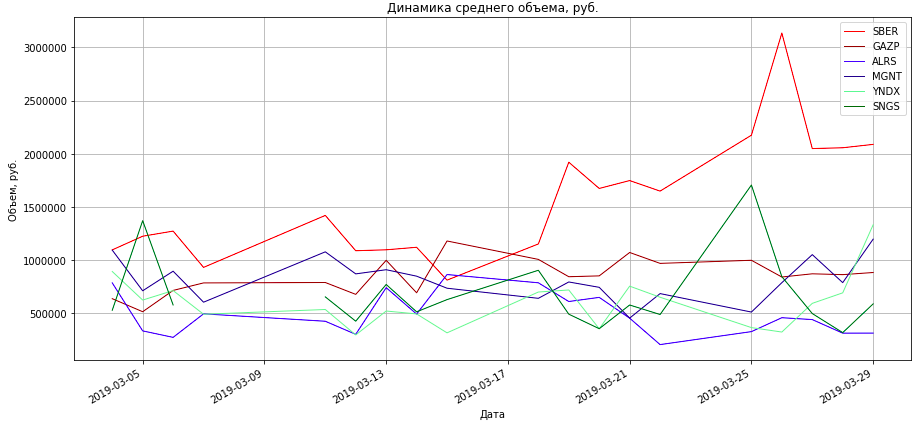 Динамика среднего объема, руб.
3000000
2500000
2000000
1500000
1000000
500000
Объем, руб.
SBER
GAZP
ALRS
MGNT
YNDX
SNGS
2019-03-05
2019-03-09
2019-03-13
2019-03-17
2019-03-21
2019-03-25
2019-03-29
Дата